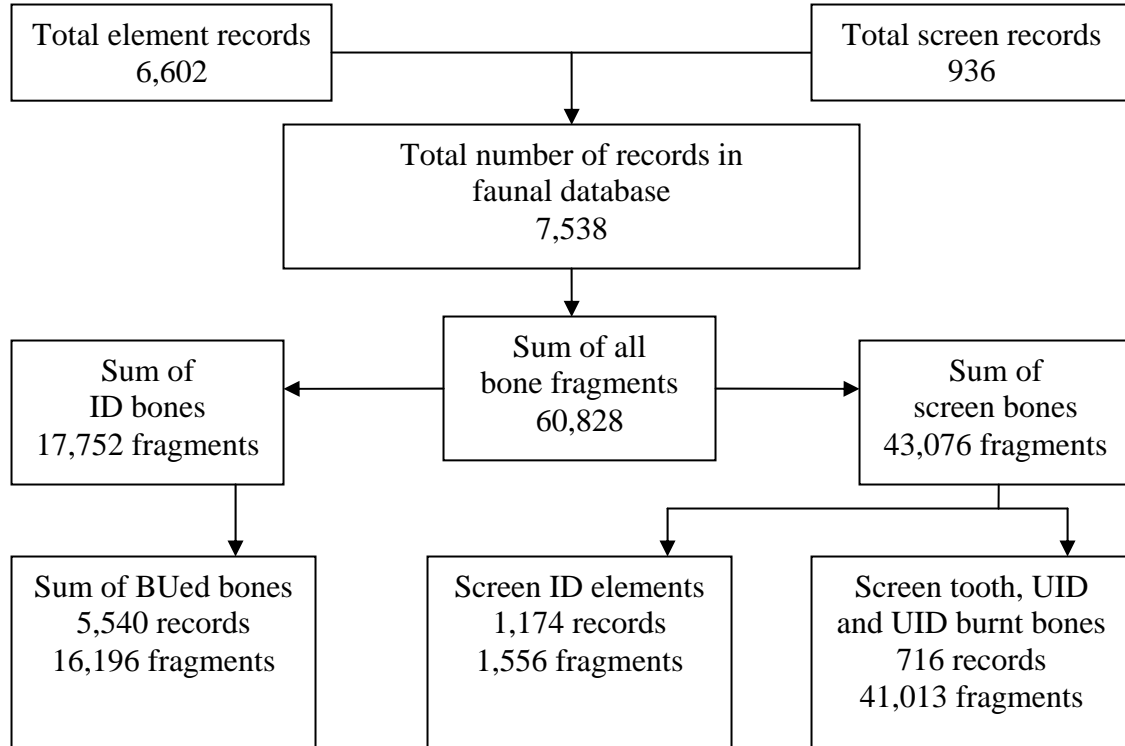 Total element records
6,602
Total screen records
936
Total number of records in
faunal database
7,538
Sum of all
bone fragments
60,828
Sum of
ID bones
17,752 fragments
Sum of
screen bones
43,076 fragments
Sum of BUed bones
5,540 records
16,196 fragments
Screen ID elements
1,174 records
1,556 fragments
Screen tooth, UID
and UID burnt bones
716 records
41,013 fragments